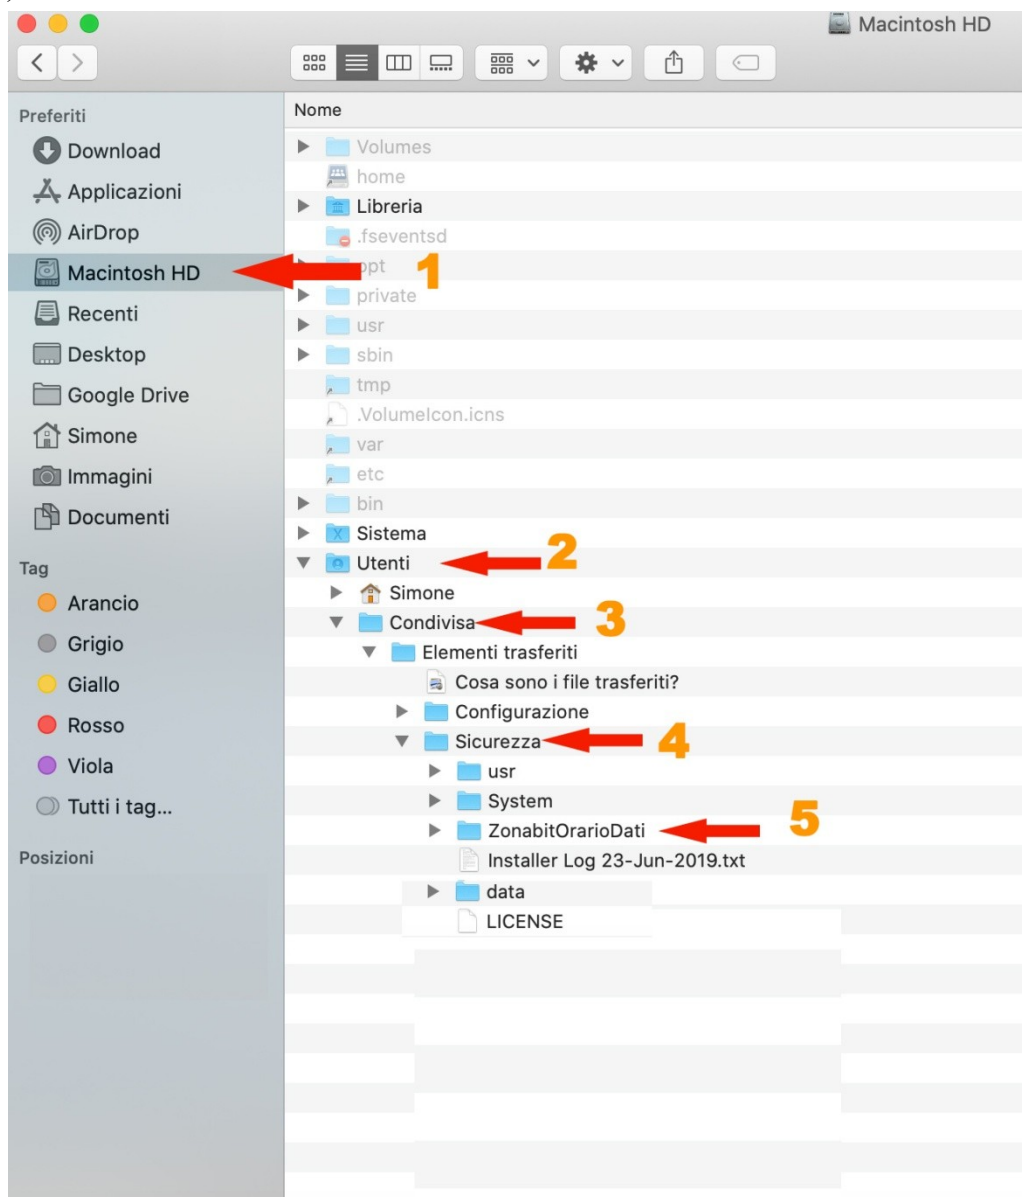 Macintosh HD
Preferiti
Download
Applicazioni
AirDrop
Macintosh HD
Recenti
Desktop
Google Drive
Simone
Immagini
Documenti
Tag
Arancio
Grigio
Giallo
Rosso
Viola
Tutti i tag...
Posizioni
Nome
Volumes
home
Libreria
.fseventsd
opt
1
private
usr
sbin
tmp
.VolumeIcon.icns
var
etc
bin
Sistema
Utenti 2
Simone
Condivisa 3
Elementi trasferiti
Cosa sono i file trasferiti?
Configurazione
Sicurezza 4
usr
System
ZonabitOrarioDati 5
Installer Log 23-Jun-2019.txt
data
LICENSE